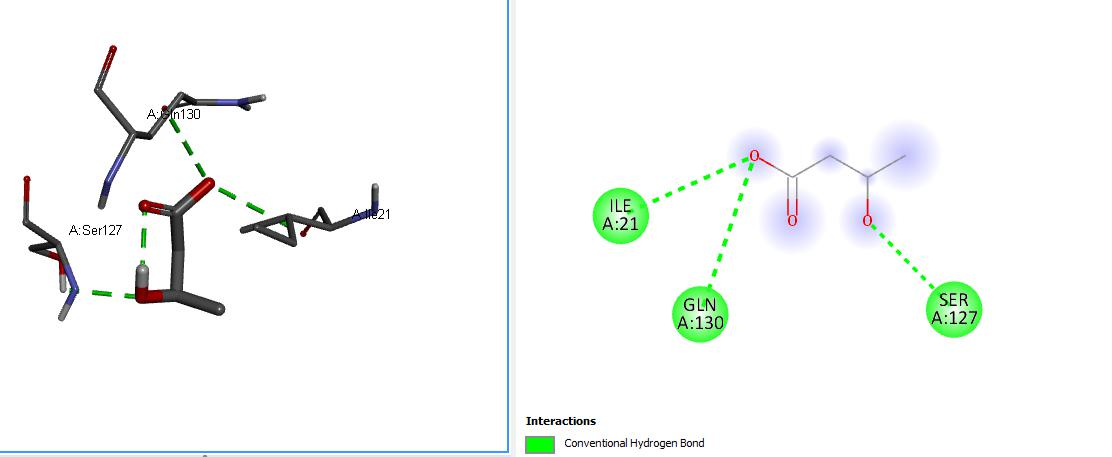 A:Gln130
A:Ser127
A:Ile21
O
ILE
A:21
O
O
GLN
A:130
SER
A:127
Interactions
Conventional Hydrogen Bond